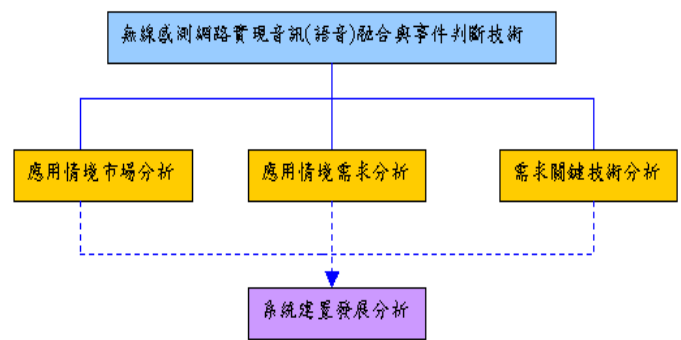 無線感測網路實現音訊(語音)融合與事件判斷技術
應用情境市場分析
應用情境需求分析
需求關鍵技術分析
系統建置發展分析